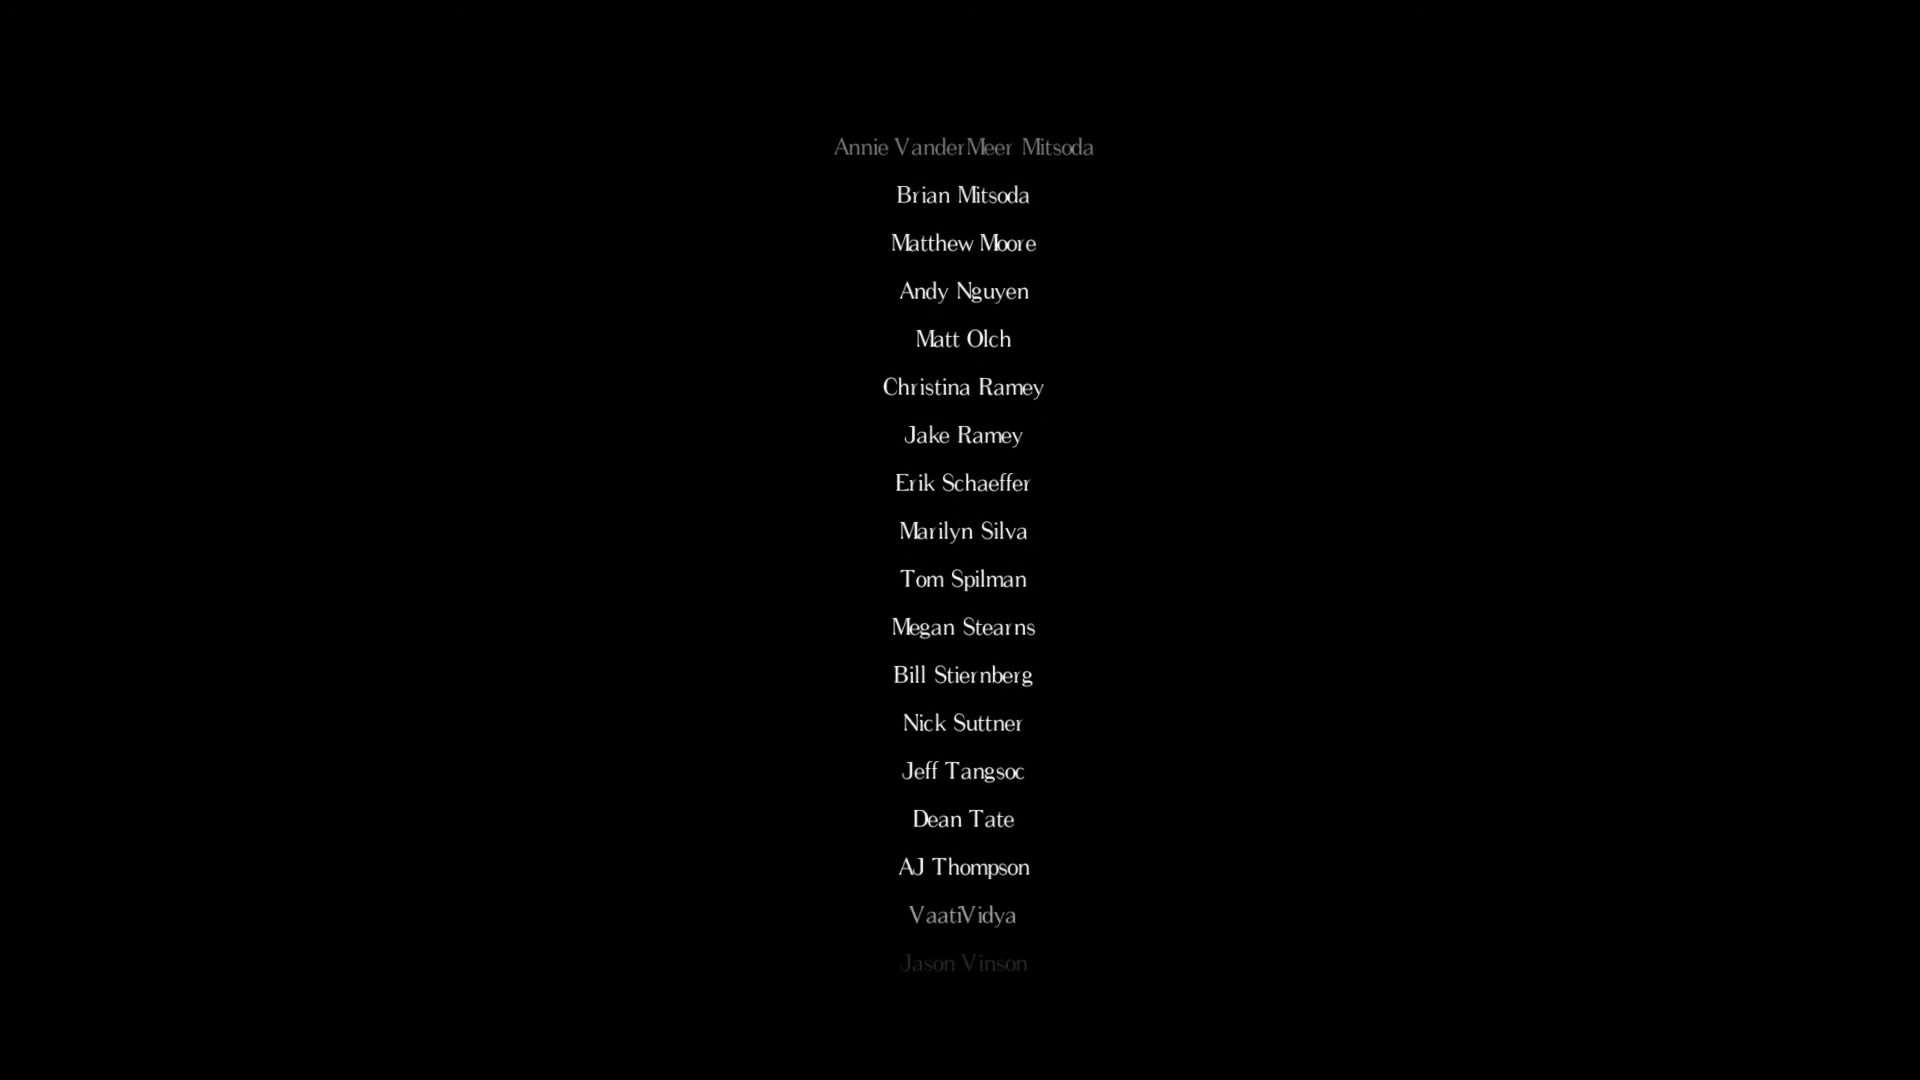 Annie VanderMeer Mitsoda
Brian Mitsoda
Matthew Moore
Andy Nguyen
Matt Olch
Christina Ramey
Jake Ramey
Erik Schaeffer
Marilyn Silva
Tom Spilman
Megan Stearns
Bill Stiernberg
Nick Suttner
Jeff Tangsoc
Dean Tate
AJ Thompson
VaatiVidya
Jason Vinson